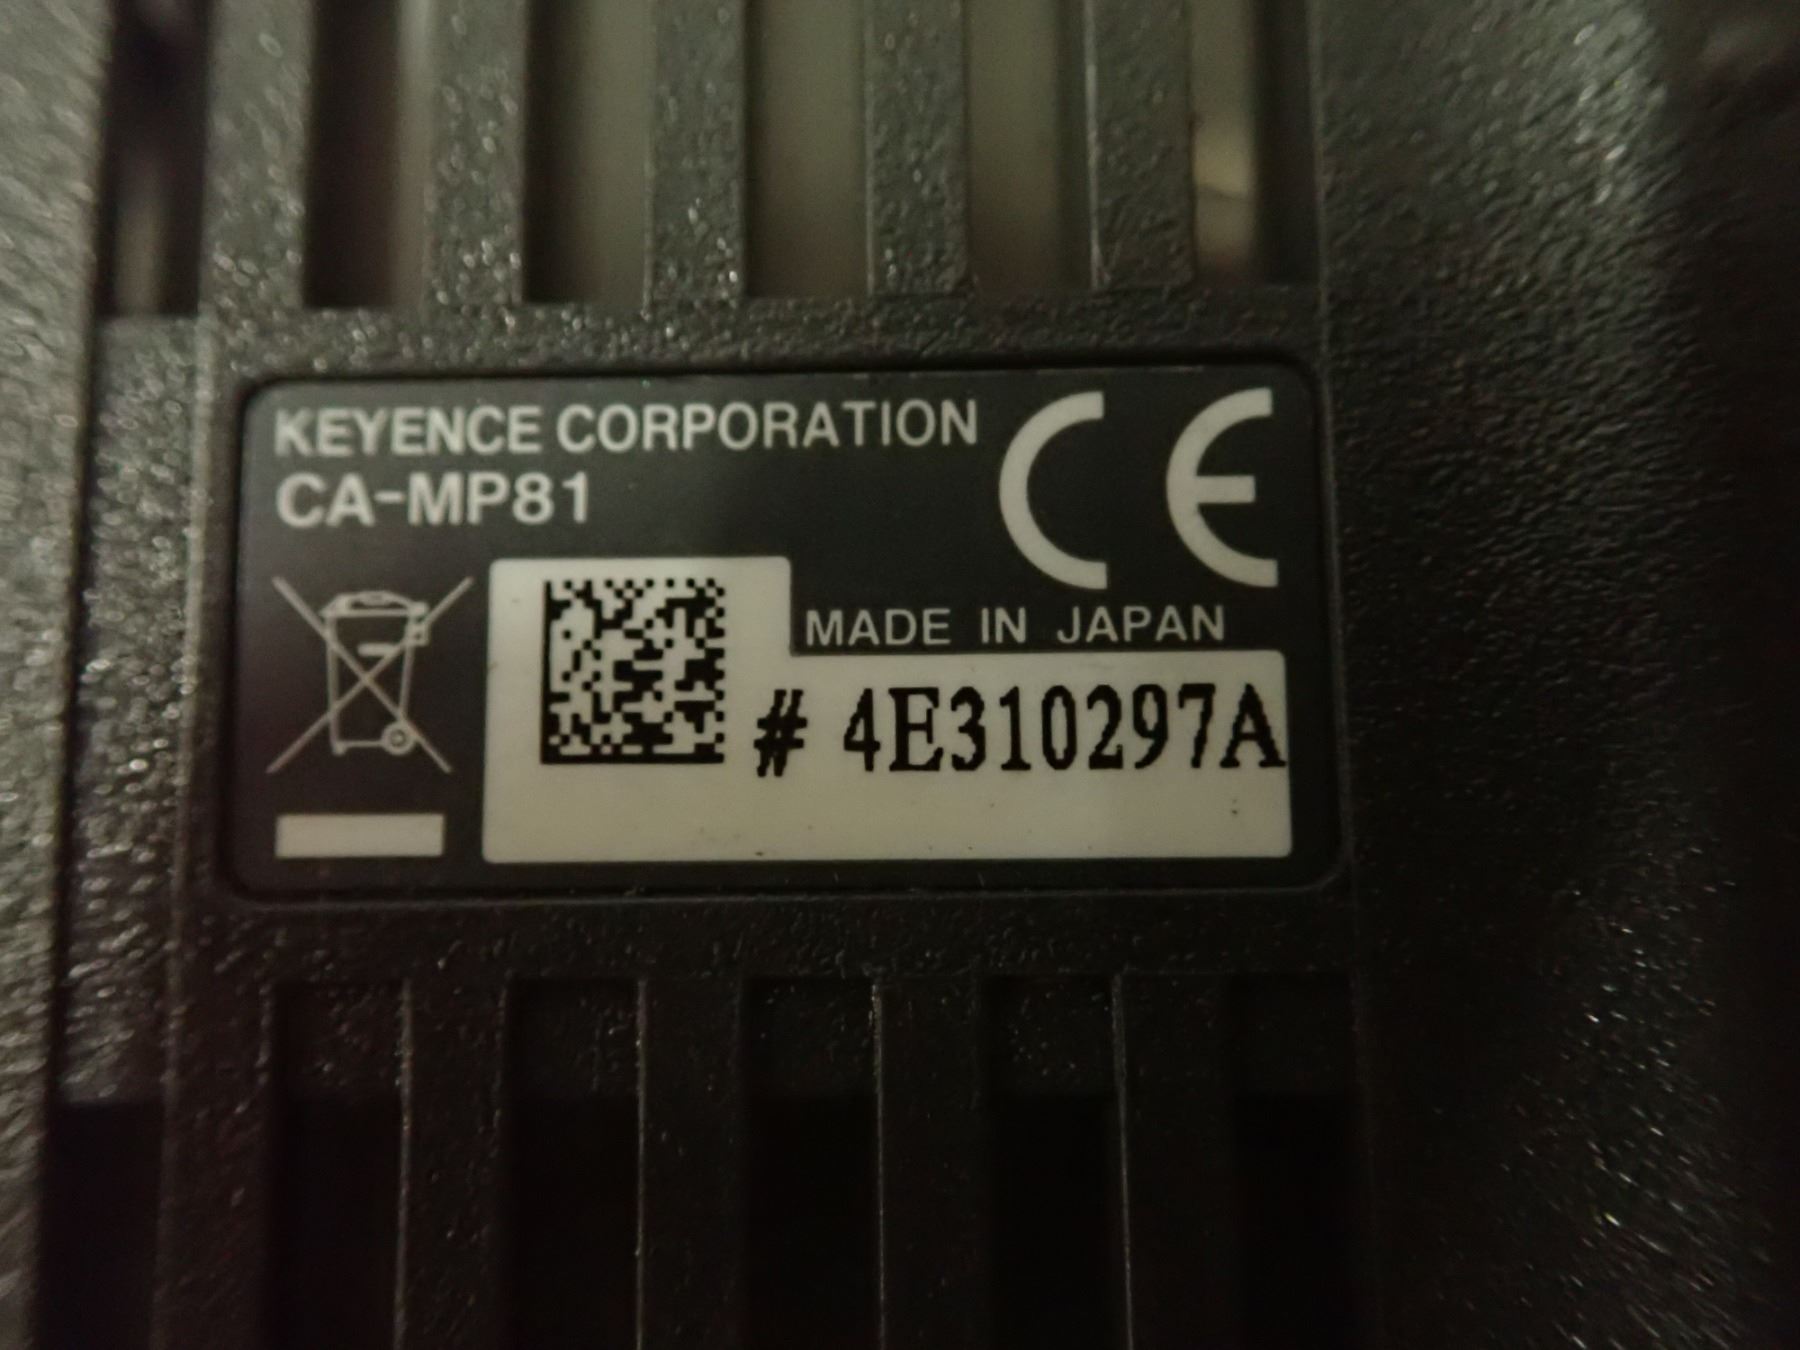 KEYENCE CORPORATION
CA-MP81
CE
MADE IN JAPAN
# 4E310297A